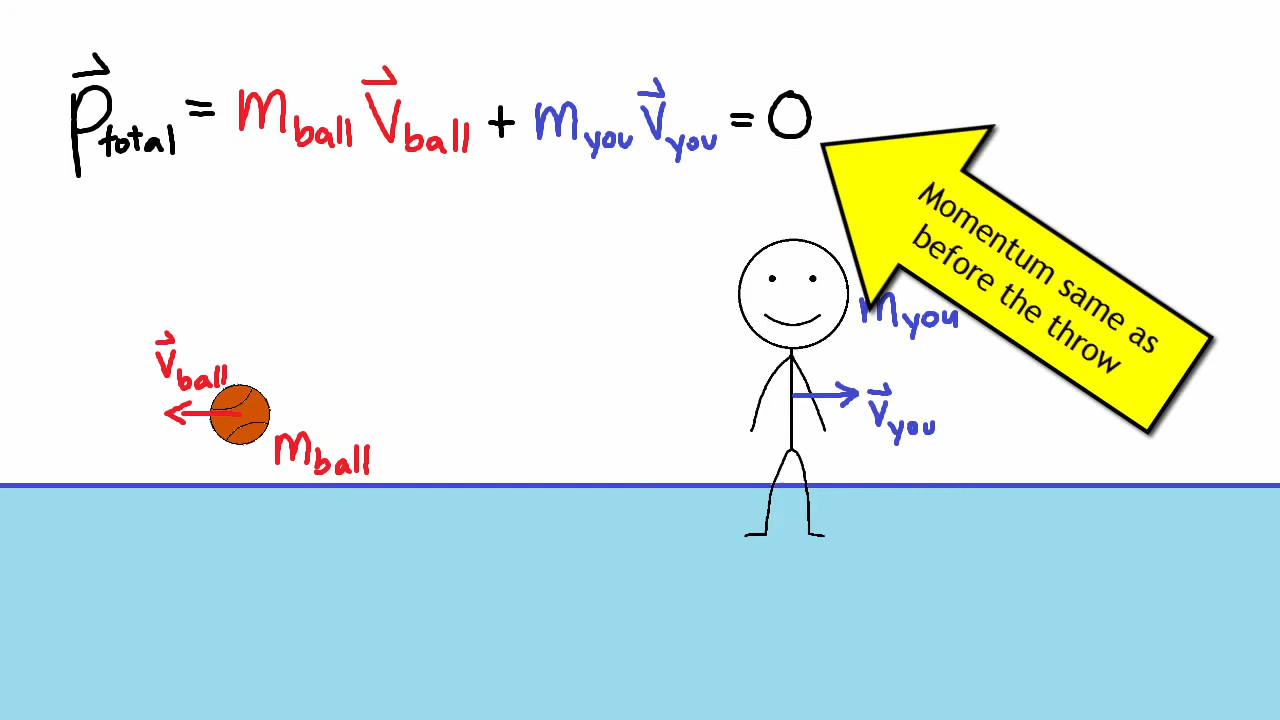 p⃗total = mball v⃗ball + myou v⃗you = 0
Momentum same as
before the throw
myou
v⃗ball
v⃗you
mball